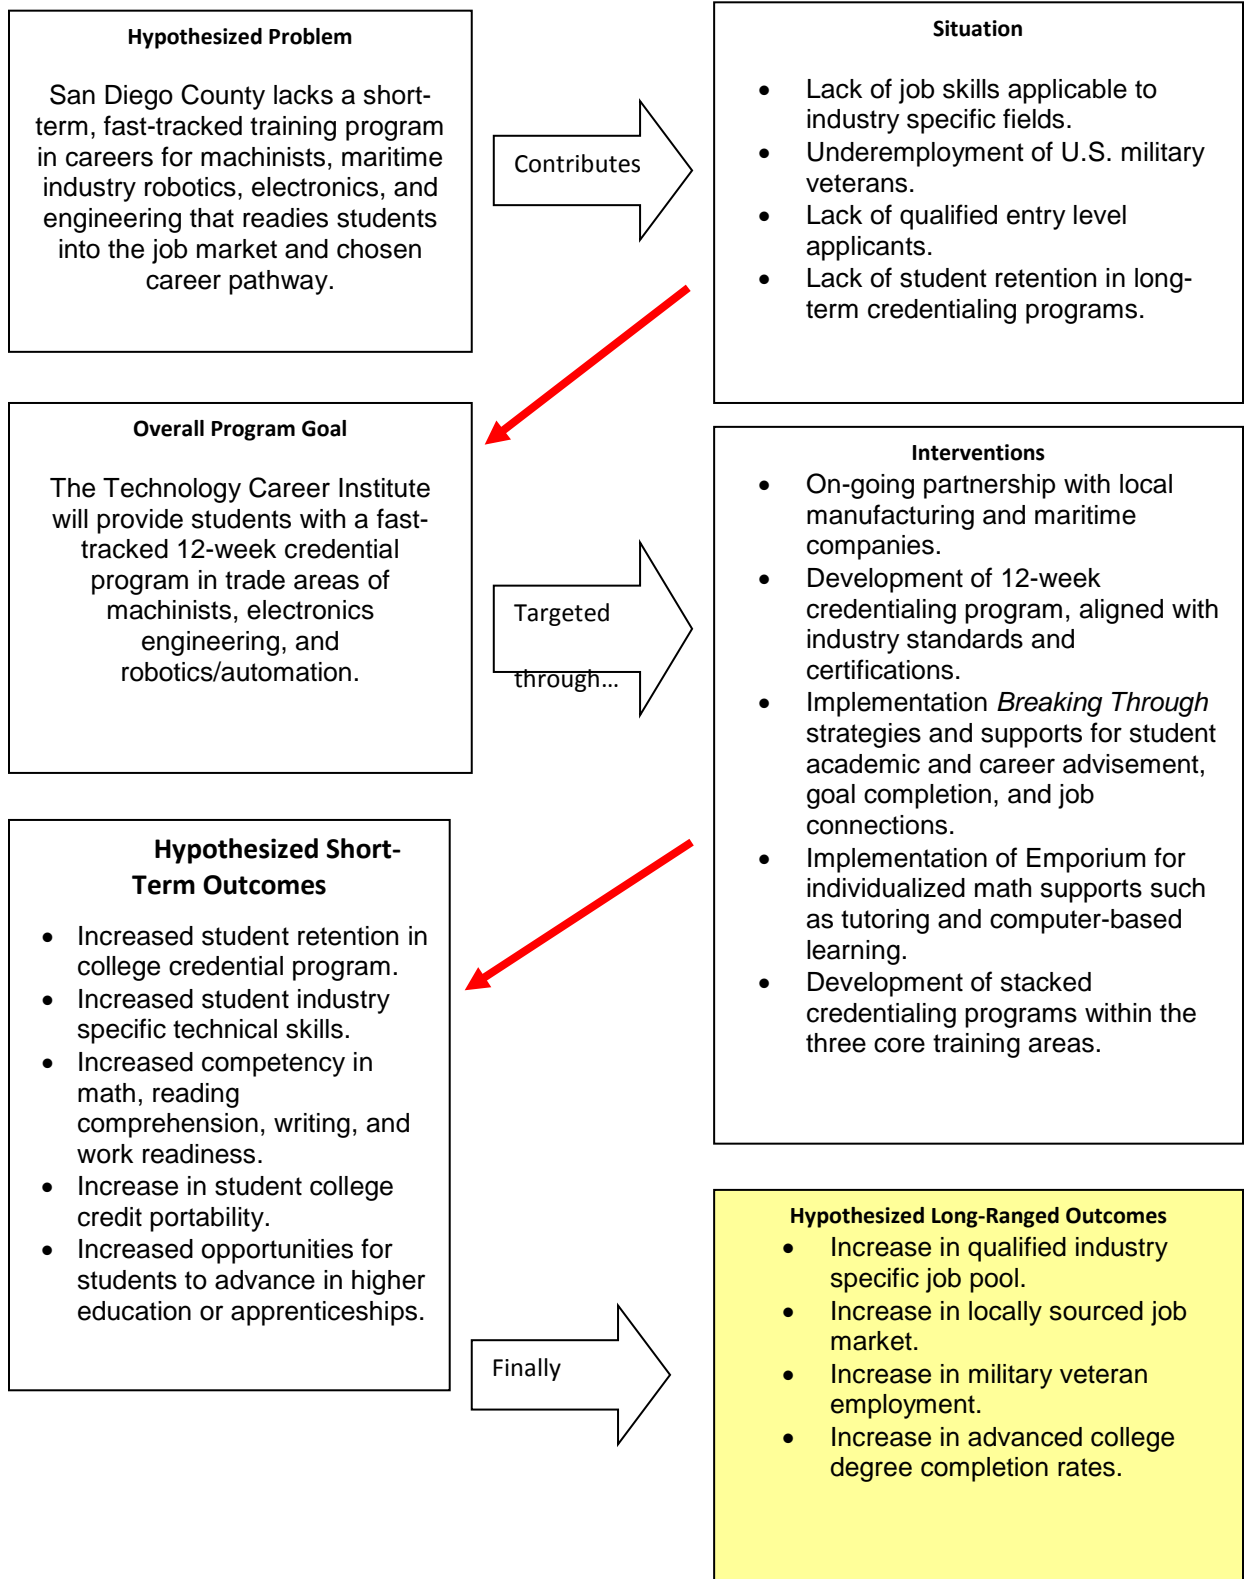 Hypothesized Problem
San Diego County lacks a short-
term, fast-tracked training program
in careers for machinists, maritime
industry robotics, electronics, and
engineering that readies students
into the job market and chosen
career pathway.
Contributes
Situation
• Lack of job skills applicable to
industry specific fields.
• Underemployment of U.S. military
veterans.
• Lack of qualified entry level
applicants.
• Lack of student retention in long-
term credentialing programs.
Overall Program Goal
The Technology Career Institute
will provide students with a fast-
tracked 12-week credential
program in trade areas of
machinists, electronics
engineering, and
robotics/automation.
Targeted
through...
Interventions
• On-going partnership with local
manufacturing and maritime
companies.
• Development of 12-week
credentialing program, aligned with
industry standards and
certifications.
• Implementation Breaking Through
strategies and supports for student
academic and career advisement,
goal completion, and job
connections.
• Implementation of Emporium for
individualized math supports such
as tutoring and computer-based
learning.
• Development of stacked
credentialing programs within the
three core training areas.
Hypothesized Short-
Term Outcomes
• Increased student retention in
college credential program.
• Increased student industry
specific technical skills.
• Increased competency in
math, reading
comprehension, writing, and
work readiness.
• Increase in student college
credit portability.
• Increased opportunities for
students to advance in higher
education or apprenticeships.
Finally
Hypothesized Long-Ranged Outcomes
• Increase in qualified industry
specific job pool.
• Increase in locally sourced job
market.
• Increase in military veteran
employment.
• Increase in advanced college
degree completion rates.